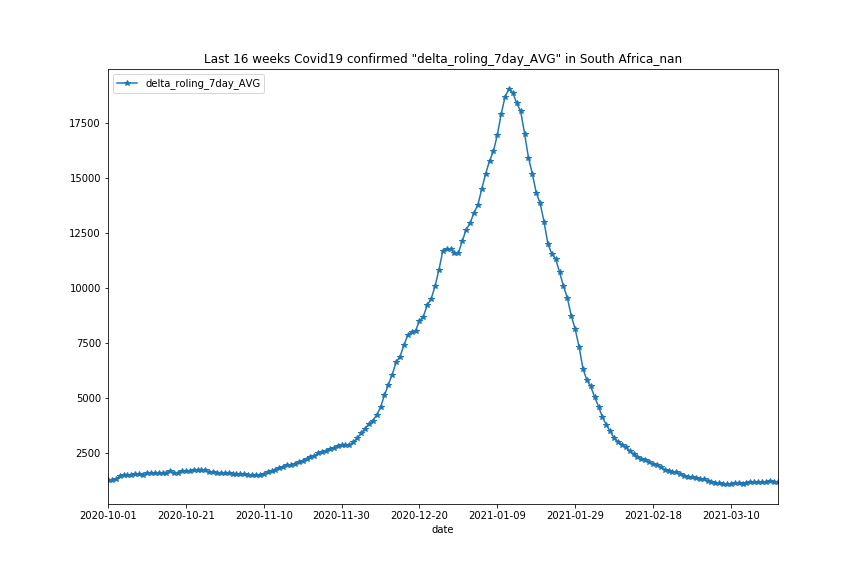 Last 16 weeks Covid19 confirmed "delta_roling_7day_AVG" in South Africa_nan
delta_roling_7day_AVG
17500
15000
12500
10000
7500
5000
2500
2020-10-01 2020-10-21 2020-11-10 2020-11-30 2020-12-20 2021-01-09 2021-01-29 2021-02-18 2021-03-10
date